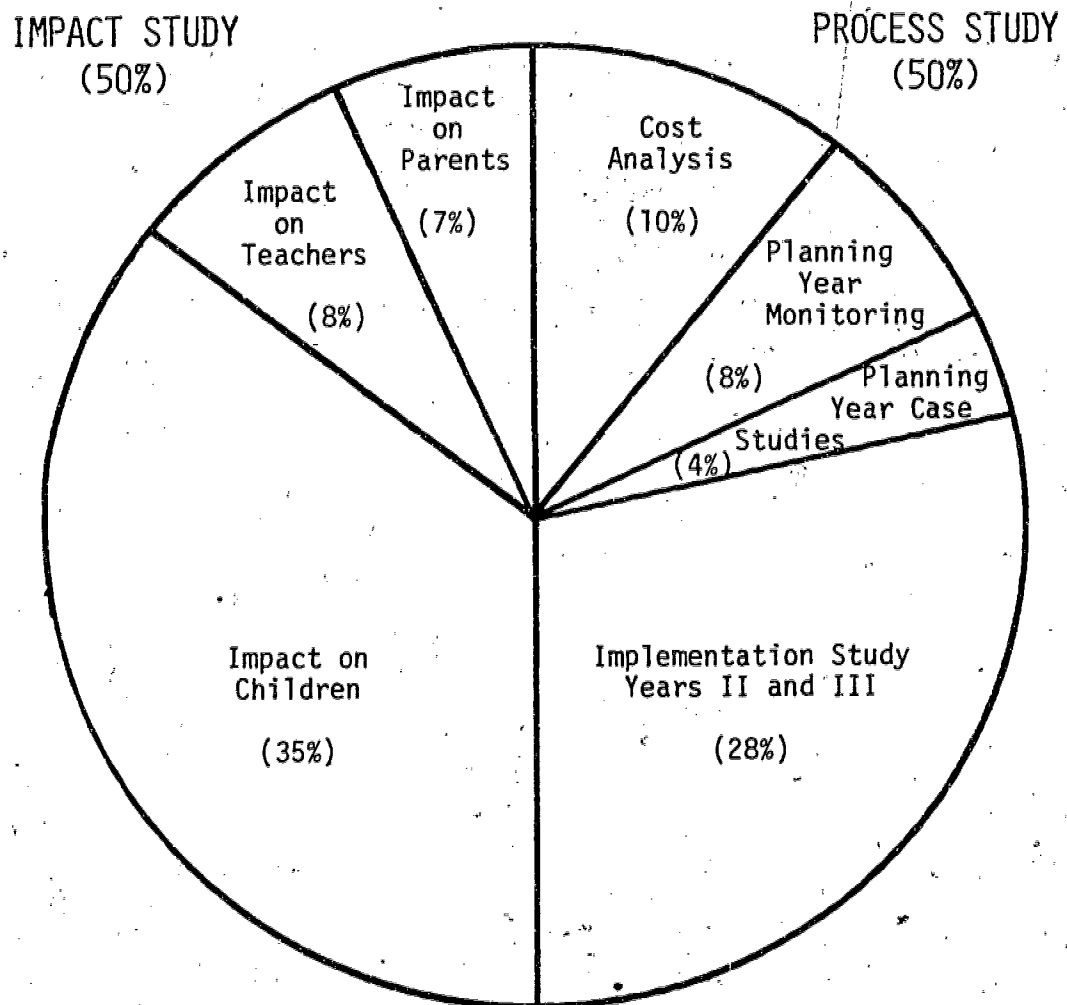 IMPACT STUDY
(50%)
PROCESS STUDY
(50%)
Impact
on
Parents
(7%)
Cost
Analysis
(10%)
Impact
on
Teachers
(8%)
Planning
Year
Monitoring
(8%)
Planning
Year Case
Studies
(4%)
Impact on
Children
(35%)
Implementation Study
Years II and III
(28%)